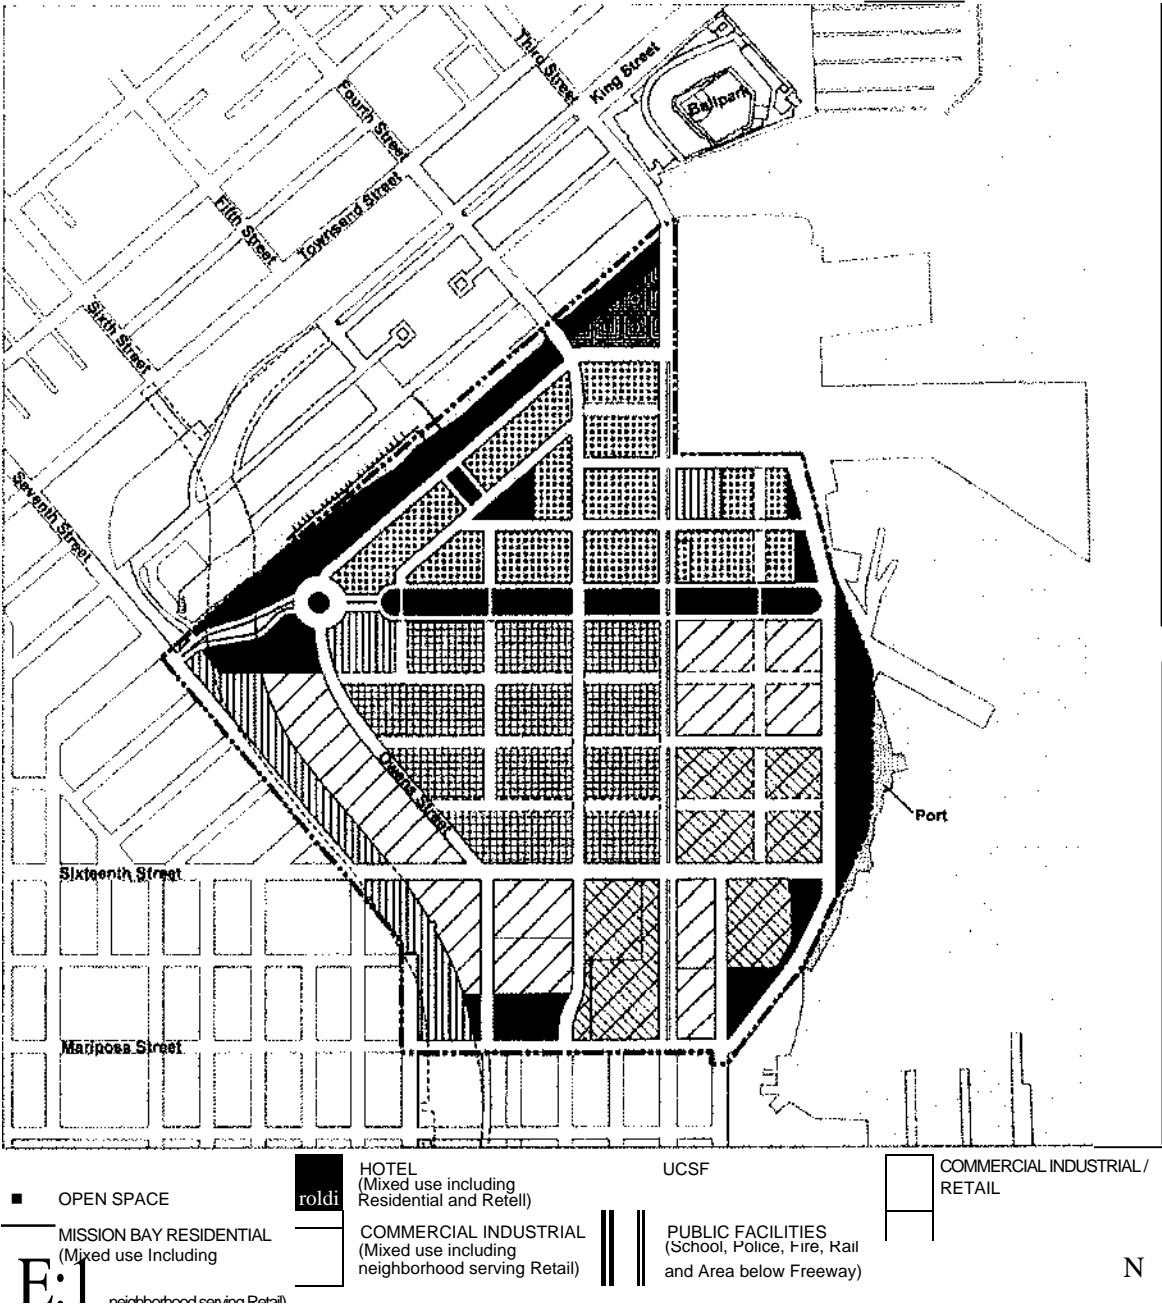 Third Street
King Street
Ballpark
Fourth Street
Townsend Street
Fifth Street
Sixth Street
Seventh Street
Owens Street
Port
Sixteenth Street
Mariposa Street
OPEN SPACE
MISSION BAY RESIDENTIAL
(Mixed use Including
E:1
neighborhood serving Retail)
roldi
HOTEL
(Mixed use including
Residential and Retell)
COMMERCIAL INDUSTRIAL
(Mixed use including
neighborhood serving Retail)
UCSF
PUBLIC FACILITIES
(School, Police, Fire, Rail
and Area below Freeway)
COMMERCIAL INDUSTRIAL /
RETAIL
N